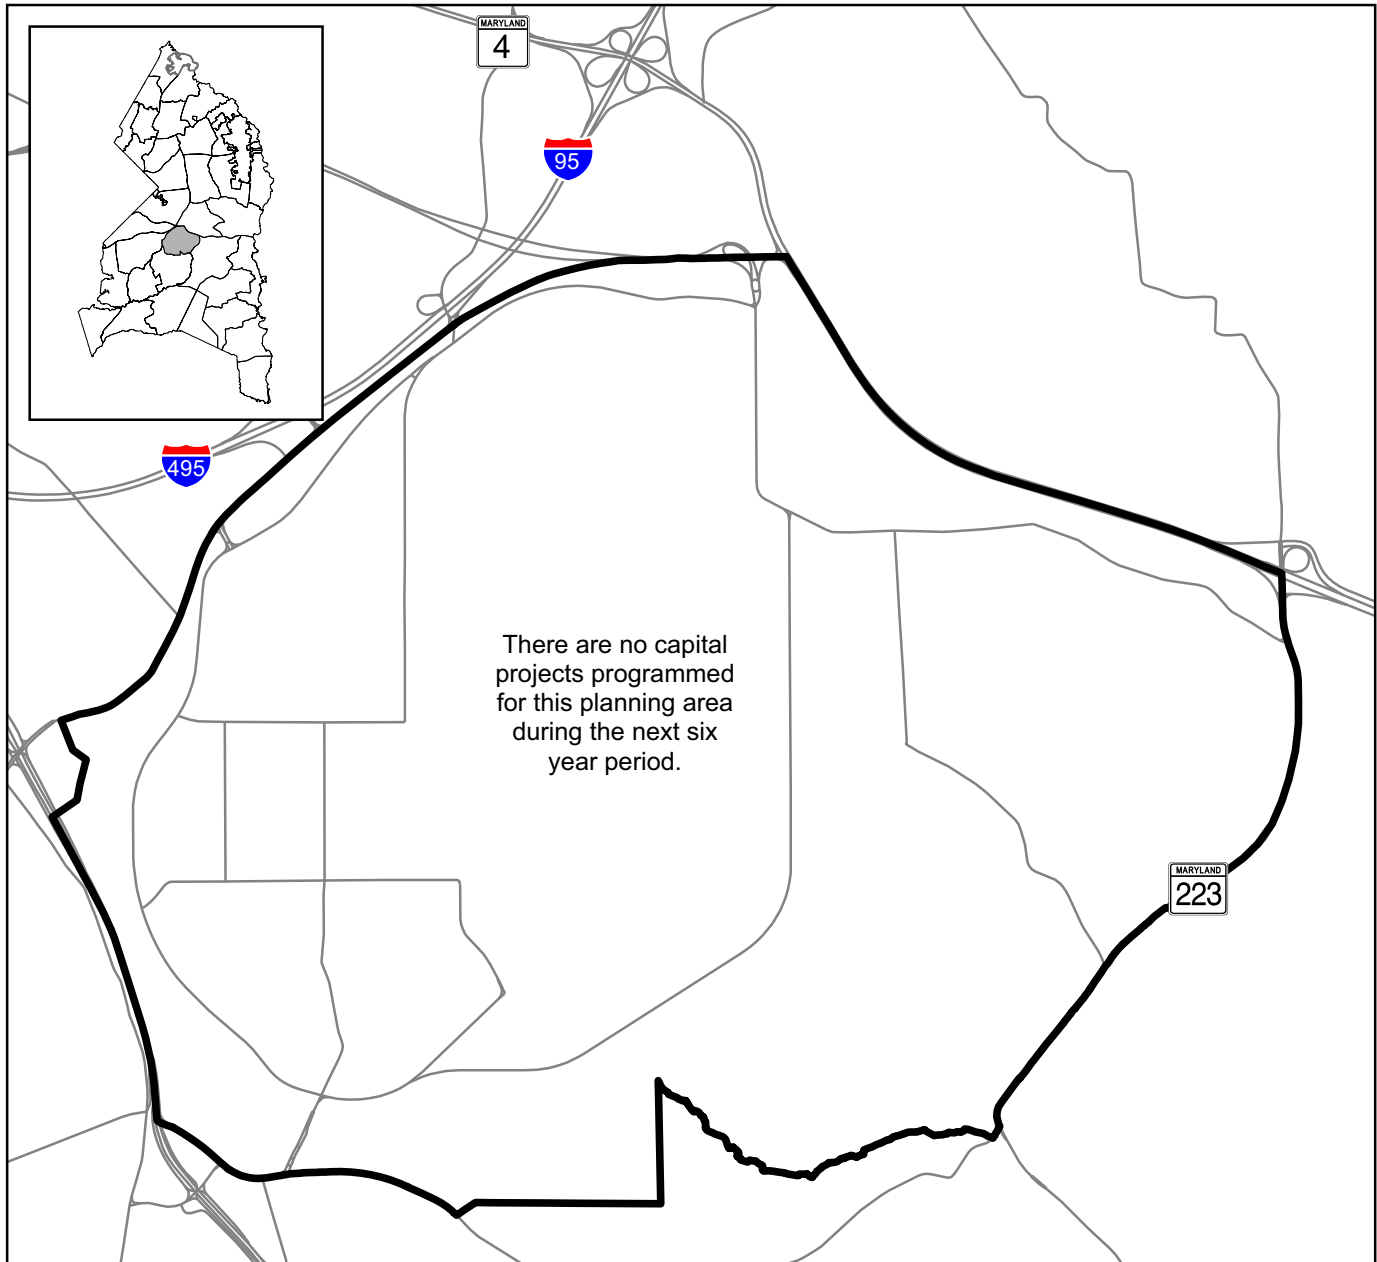 MARYLAND
4
95
495
There are no capital
projects programmed
for this planning area
during the next six
year period.
MARYLAND
223